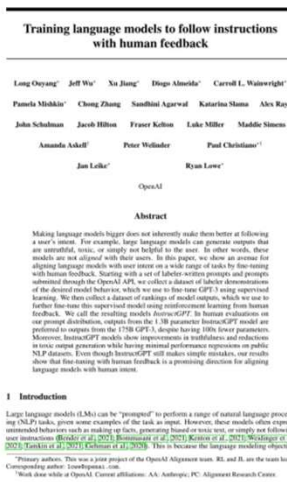 Training language models to follow instructions
with human feedback
Long Ouyang* Jeff Wu* Xu Jiang* Diogo Almeida* Carroll L. Wainwright*
Pamela Mishkin* Chong Zhang Sandhini Agarwal Katarina Slama Alex Ray
John Schulman Jacob Hilton Fraser Kelton Luke Miller Maddie Simens
Amanda Askell† Peter Welinder Paul Christiano*†
Jan Leike* Ryan Lowe*
OpenAI
Abstract
Making language models bigger does not inherently make them better at following
a user's intent. For example, large language models can generate outputs that
are untruthful, toxic, or simply not helpful to the user. In other words, these
models are not aligned with their users. In this paper, we show an avenue for
aligning language models with user intent on a wide range of tasks by fine-tuning
with human feedback. Starting with a set of labeler-written prompts and prompts
submitted through the OpenAI API, we collect a dataset of labeler demonstrations
of the desired model behavior, which we use to fine-tune GPT-3 using supervised
learning. We then collect a dataset of rankings of model outputs, which we use to
further fine-tune this supervised model using reinforcement learning from human
feedback. We call the resulting models InstructGPT. In human evaluations on
our prompt distribution, outputs from the 1.3B parameter InstructGPT model are
preferred to outputs from the 175B GPT-3, despite having 100x fewer parameters.
Moreover, InstructGPT models show improvements in truthfulness and reductions
in toxic output generation while having minimal performance regressions on public
NLP datasets. Even though InstructGPT still makes simple mistakes, our results
show that fine-tuning with human feedback is a promising direction for aligning
language models with human intent.
1 Introduction
Large language models (LMs) can be "prompted" to perform a range of natural language proce
ing (NLP) tasks, given some examples of the task as input. However, these models often expre
unintended behaviors such as making up facts, generating biased or toxic text, or simply not follow
user instructions (Bender et al., 2021; Bommasani et al., 2021; Kenton et al., 2021; Weidinger et
2021; Tamkin et al., 2021; Gehman et al., 2020). This is because the language modeling objecti
*Primary authors. This was a joint project of the OpenAI Alignment team. RL and JL are the team le
Corresponding author: lowe@openai.com.
†Work done while at OpenAI. Current affiliations: AA: Anthropic; PC: Alignment Research Center.